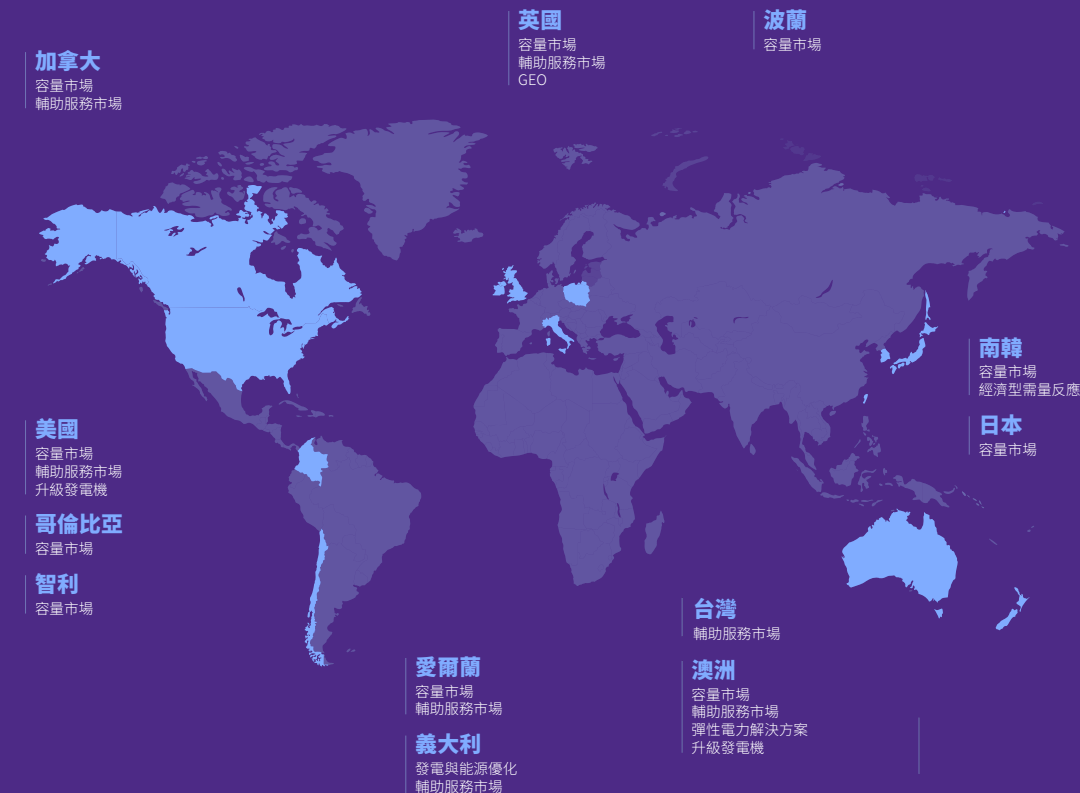 英國
容量市場
輔助服務市場
GEO
波蘭
容量市場
加拿大
容量市場
輔助服務市場
南韓
容量市場
經濟型需量反應
日本
容量市場
美國
容量市場
輔助服務市場
升級發電機
哥倫比亞
容量市場
智利
容量市場
台灣
輔助服務市場
愛爾蘭
容量市場
輔助服務市場
澳洲
容量市場
輔助服務市場
彈性電力解決方案
升級發電機
義大利
發電與能源優化
輔助服務市場